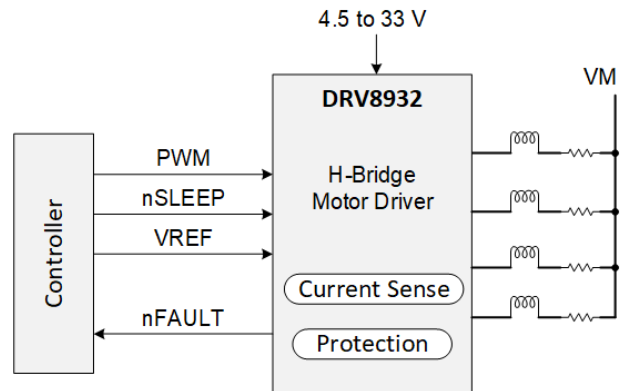 4.5 to 33 V
VM
DRV8932
H-Bridge
Motor Driver
Controller
PWM
nSLEEP
VREF
nFAULT
Current Sense
Protection